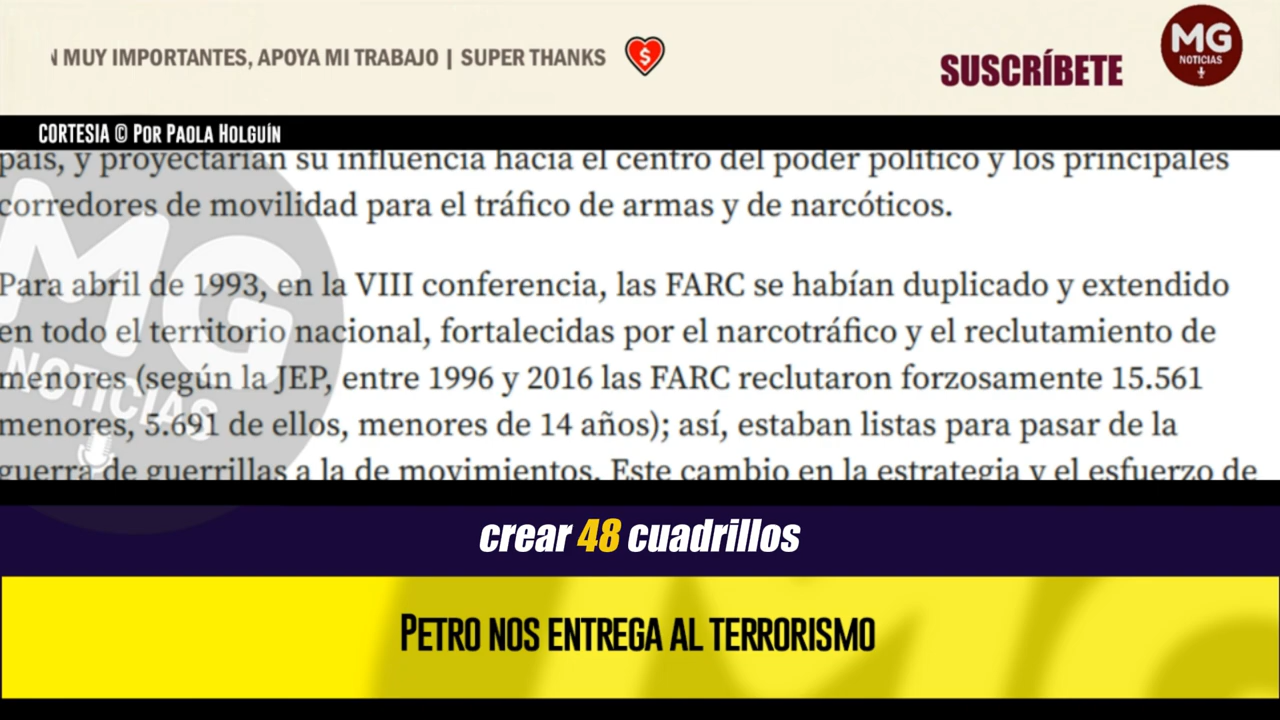 N MUY IMPORTANTES, APOYA MI TRABAJO | SUPER THANKS
SUSCRÍBETE
MG
NOTICIAS
CORTESIA © POR PAOLA HOLGUÍN
país, y proyectarían su influencia hacia el centro del poder político y los principales
corredores de movilidad para el tráfico de armas y de narcóticos.
Para abril de 1993, en la VIII conferencia, las FARC se habían duplicado y extendido
en todo el territorio nacional, fortalecidas por el narcotráfico y el reclutamiento de
menores (según la JEP, entre 1996 y 2016 las FARC reclutaron forzosamente 15.561
menores, 5.691 de ellos, menores de 14 años); así, estaban listas para pasar de la
guerra de guerrillas a la de movimientos. Este cambio en la estrategia y el esfuerzo de
MG
NOTICIAS
crear 48 cuadrillos
PETRO NOS ENTREGA AL TERRORISMO